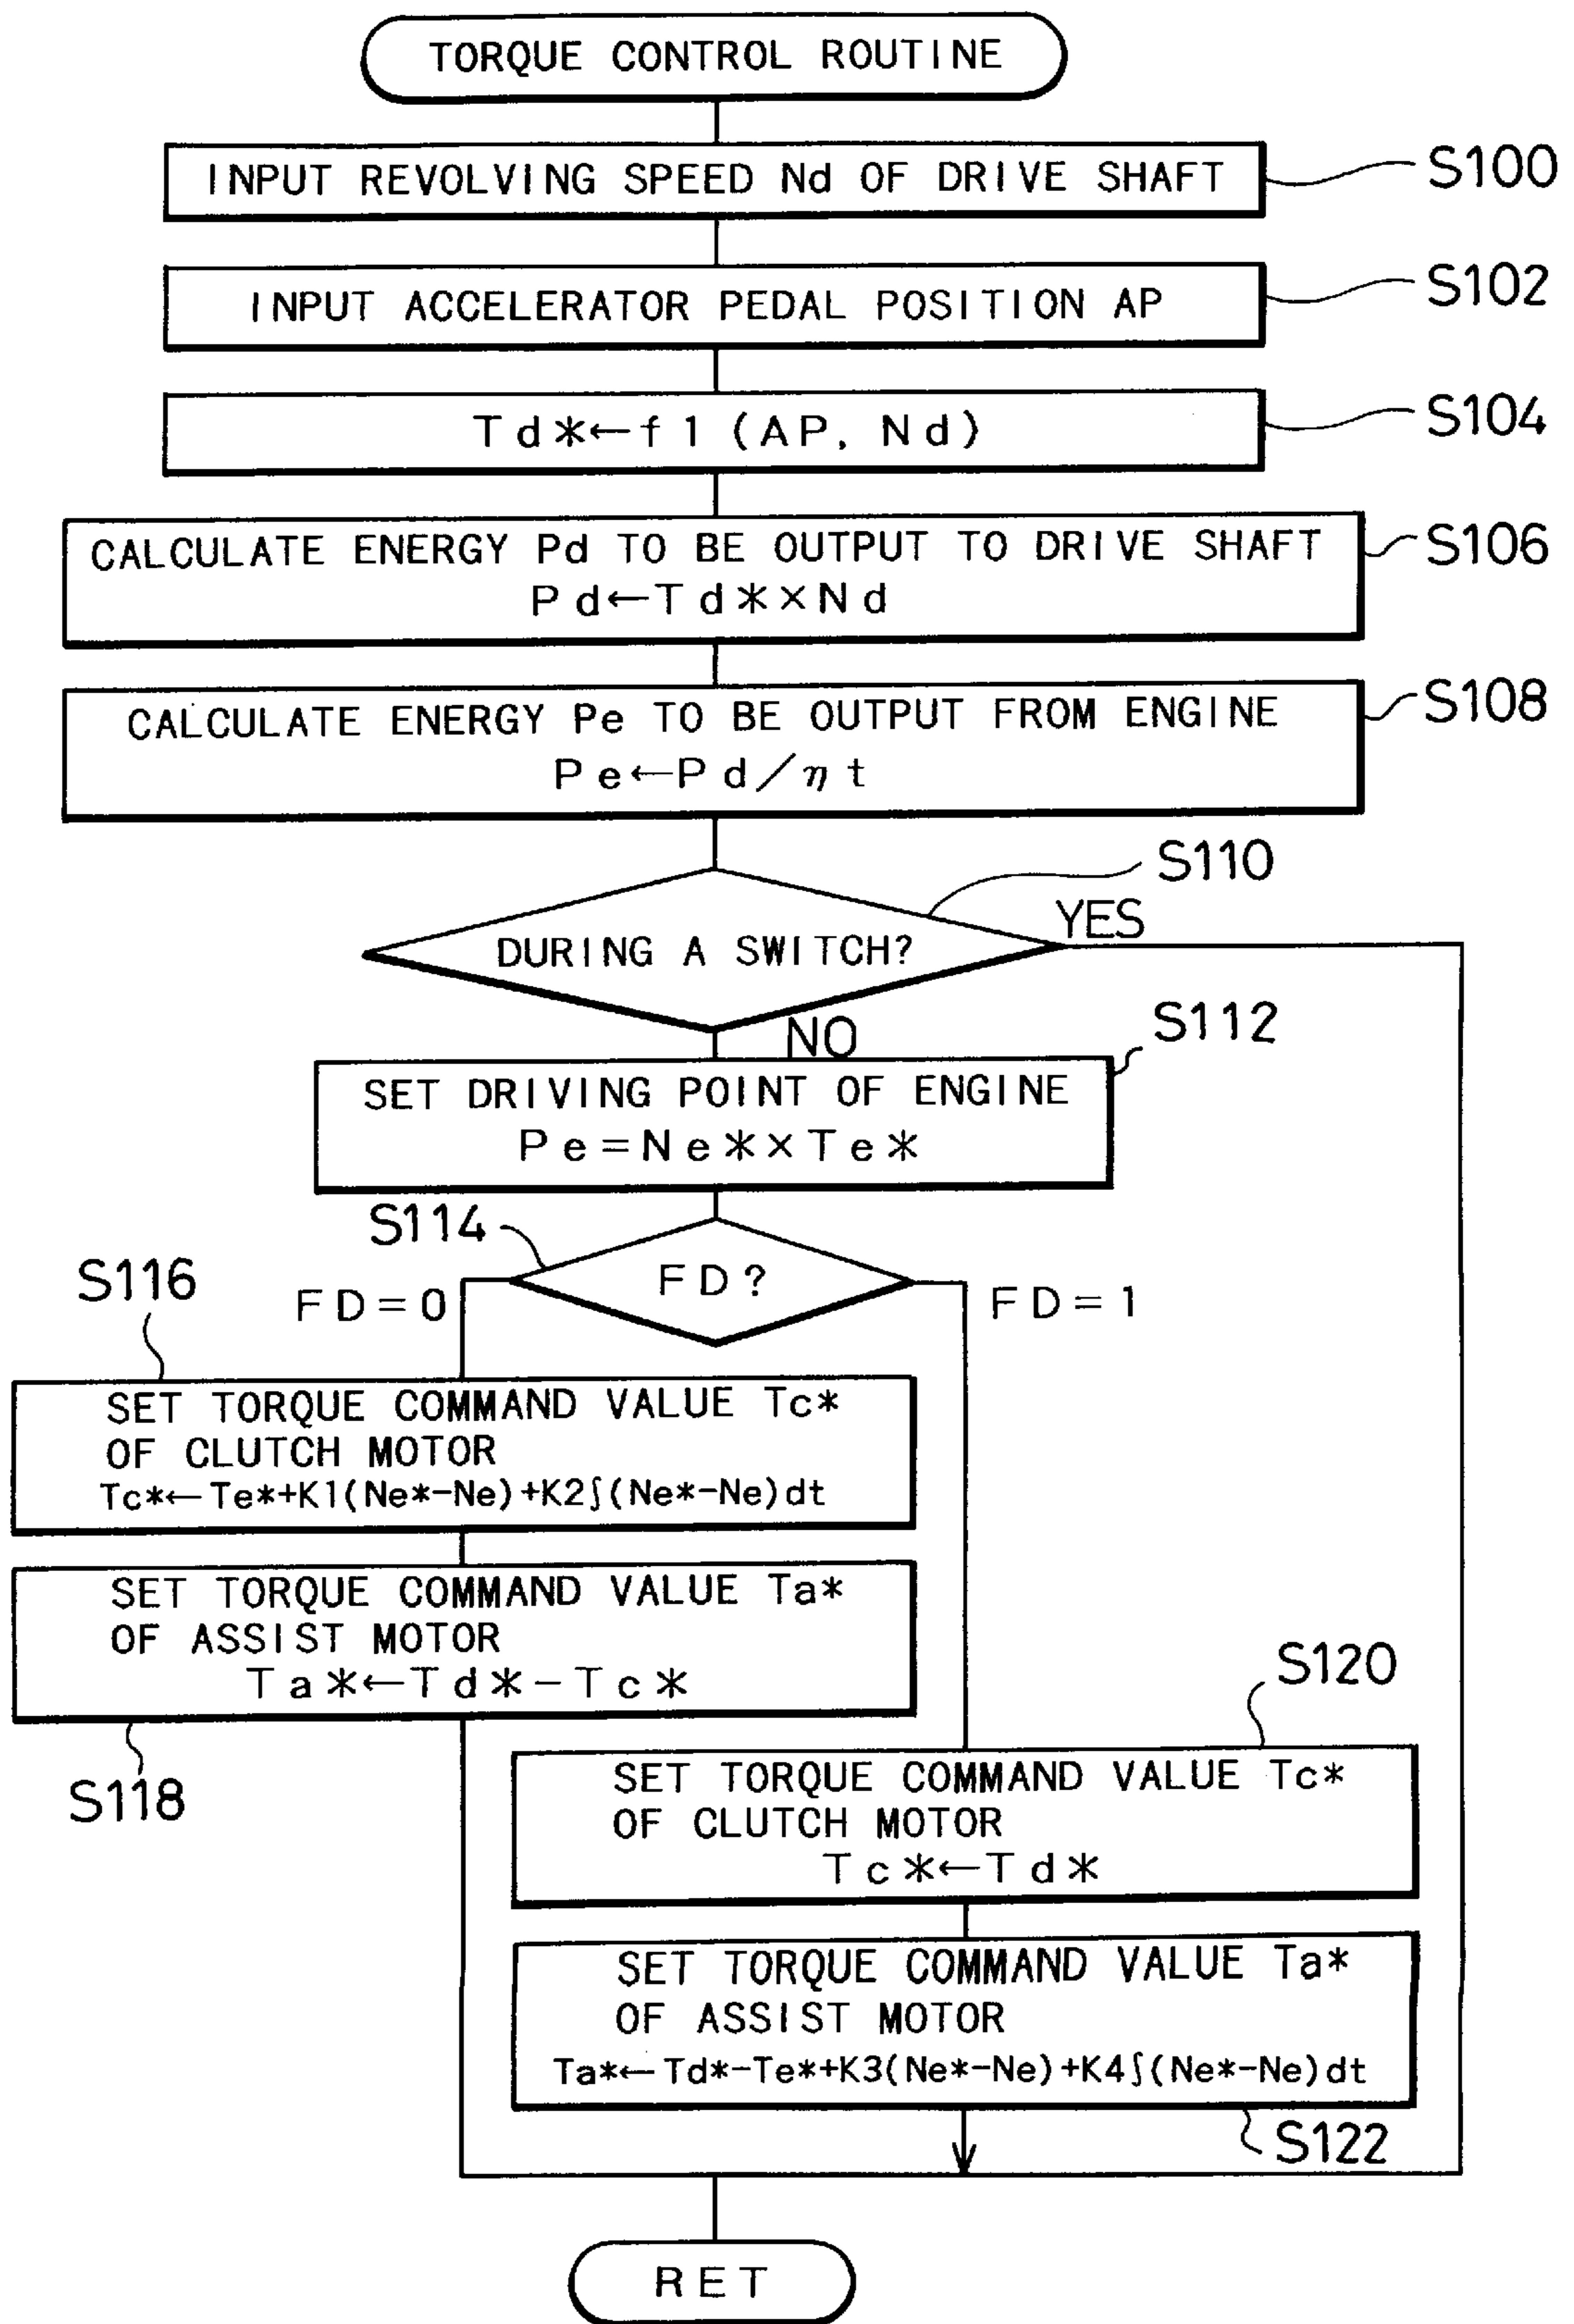 TORQUE CONTROL ROUTINE
INPUT REVOLVING SPEED Nd OF DRIVE SHAFT
S100
INPUT ACCELERATOR PEDAL POSITION AP
S102
Td*←f1(AP, Nd)
S104
CALCULATE ENERGY Pd TO BE OUTPUT TO DRIVE SHAFT
Pd←Td*×Nd
S106
CALCULATE ENERGY Pe TO BE OUTPUT FROM ENGINE
Pe←Pd/ηt
S108
S110
DURING A SWITCH?
YES
NO
S112
SET DRIVING POINT OF ENGINE
Pe=Ne*×Te*
S114
FD?
FD=0
FD=1
S116
SET TORQUE COMMAND VALUE Tc*
OF CLUTCH MOTOR
Tc*←Te*+K1(Ne*-Ne)+K2∫(Ne*-Ne)dt
SET TORQUE COMMAND VALUE Ta*
OF ASSIST MOTOR
Ta*←Td*-Tc*
S118
S120
SET TORQUE COMMAND VALUE Tc*
OF CLUTCH MOTOR
Tc*←Td*
SET TORQUE COMMAND VALUE Ta*
OF ASSIST MOTOR
Ta*←Td*-Te*+K3(Ne*-Ne)+K4∫(Ne*-Ne)dt
S122
RET